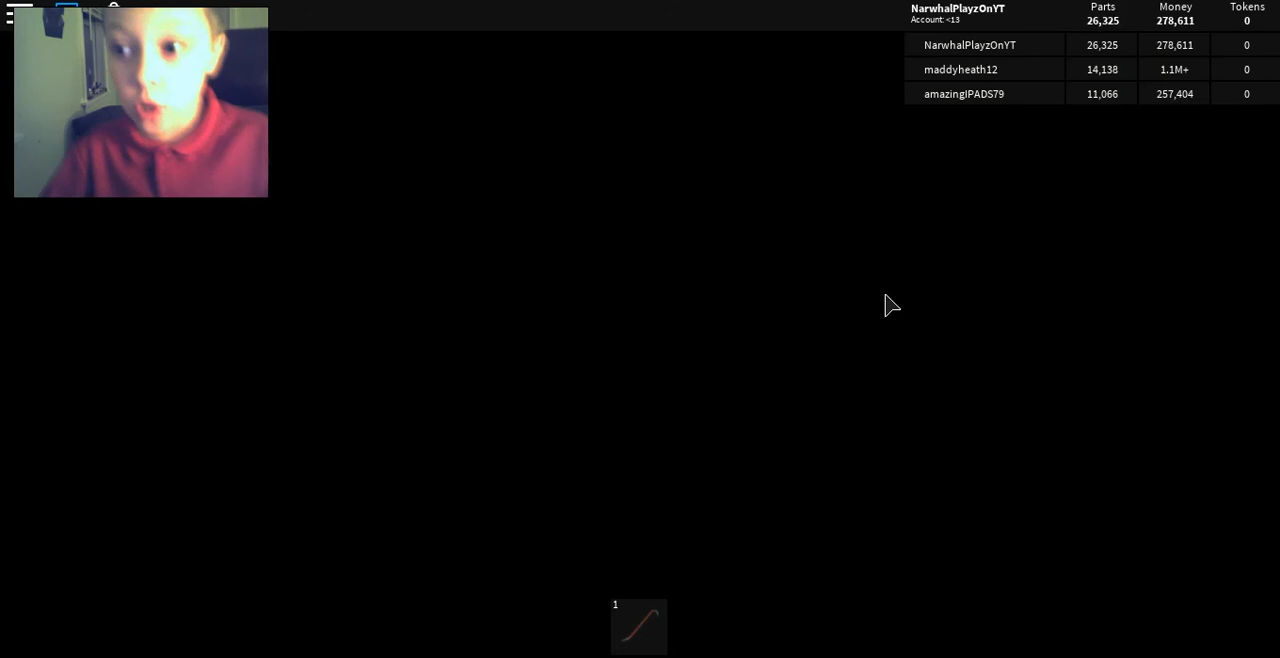 NarwhalPlayzOnYT Parts Money Tokens
Account: <13 26,325 278,611 0
NarwhalPlayzOnYT 26,325 278,611 0
maddyheath12 14,138 1.1M+ 0
amazingIPADS79 11,066 257,404 0
1